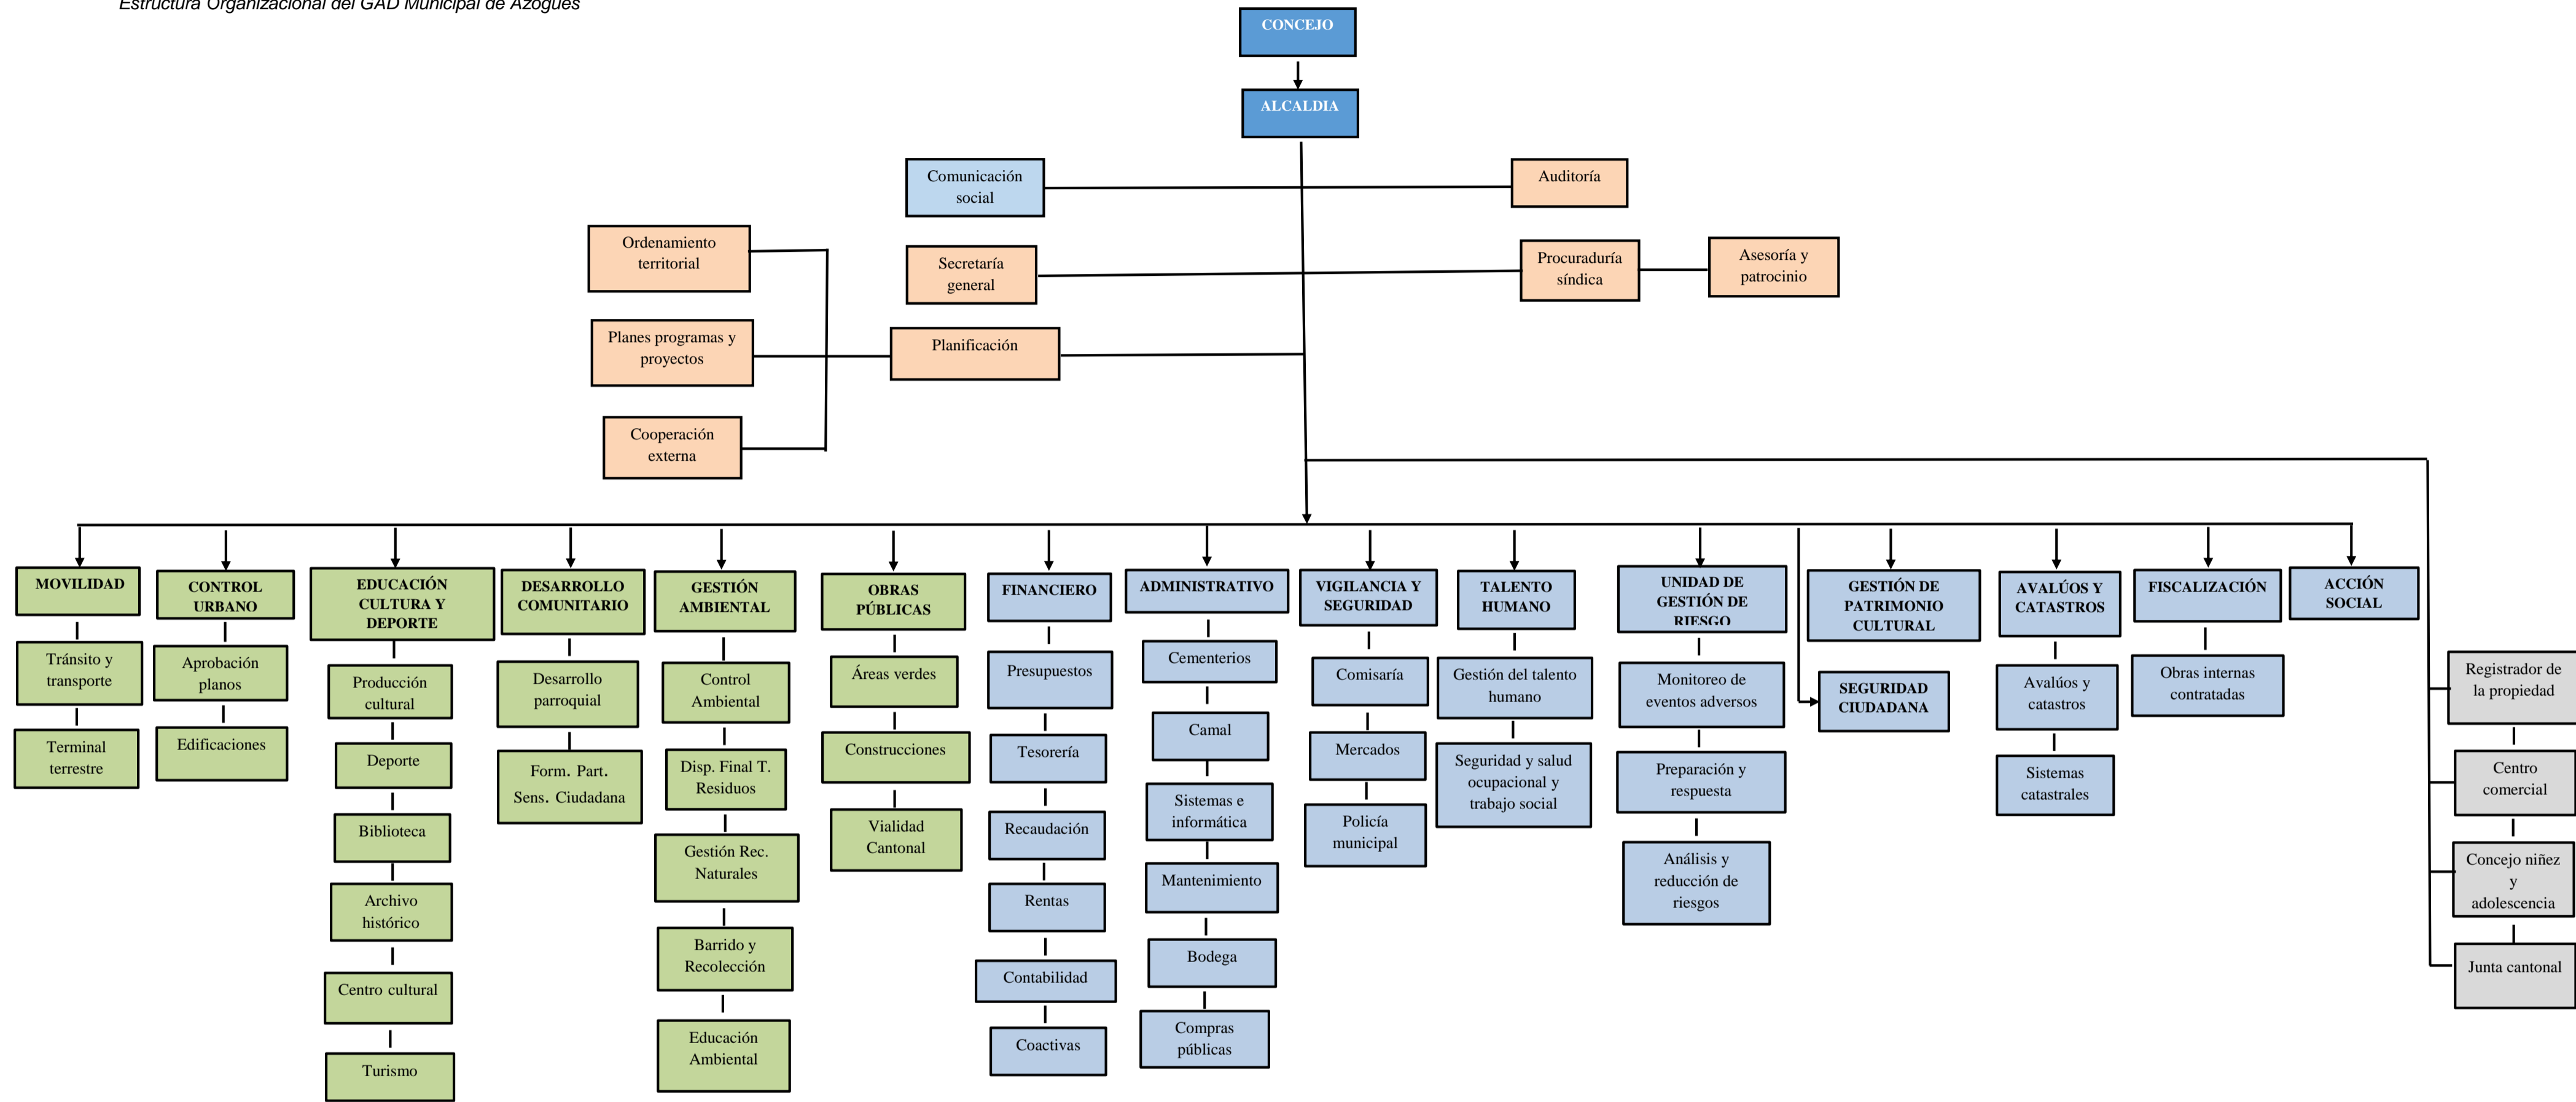 Estructura Organizacional del GAD Municipal de Azogues
CONCEJO
ALCALDIA
Comunicación
social
Auditoría
Ordenamiento
territorial
Secretaría
general
Procuraduría
síndica
Asesoría y
patrocinio
Planes programas y
proyectos
Planificación
Cooperación
externa
MOVILIDAD
Tránsito y
transporte
Terminal
terrestre
CONTROL
URBANO
Aprobación
planos
Edificaciones
EDUCACIÓN
CULTURA Y
DEPORTE
Producción
cultural
Deporte
Biblioteca
Archivo
histórico
Centro cultural
Turismo
DESARROLLO
COMUNITARIO
Desarrollo
parroquial
Form. Part.
Sens. Ciudadana
GESTIÓN
AMBIENTAL
Control
Ambiental
Disp. Final T.
Residuos
Gestión Rec.
Naturales
Barrido y
Recolección
Educación
Ambiental
OBRAS
PÚBLICAS
Áreas verdes
Construcciones
Vialidad
Cantonal
FINANCIERO
Presupuestos
Tesorería
Recaudación
Rentas
Contabilidad
Coactivas
ADMINISTRATIVO
Cementerios
Camal
Sistemas e
informática
Mantenimiento
Bodega
Compras
públicas
VIGILANCIA Y
SEGURIDAD
Comisaría
Mercados
Policía
municipal
TALENTO
HUMANO
Gestión del talento
humano
Seguridad y salud
ocupacional y
trabajo social
UNIDAD DE
GESTIÓN DE
RIESGO
Monitoreo de
eventos adversos
Preparación y
respuesta
Análisis y
reducción de
riesgos
GESTIÓN DE
PATRIMONIO
CULTURAL
SEGURIDAD
CIUDADANA
AVALÚOS Y
CATASTROS
Avalúos y
catastros
Sistemas
catastrales
FISCALIZACIÓN
Obras internas
contratadas
ACCIÓN
SOCIAL
Registrador de
la propiedad
Centro
comercial
Concejo niñez
y
adolescencia
Junta cantonal